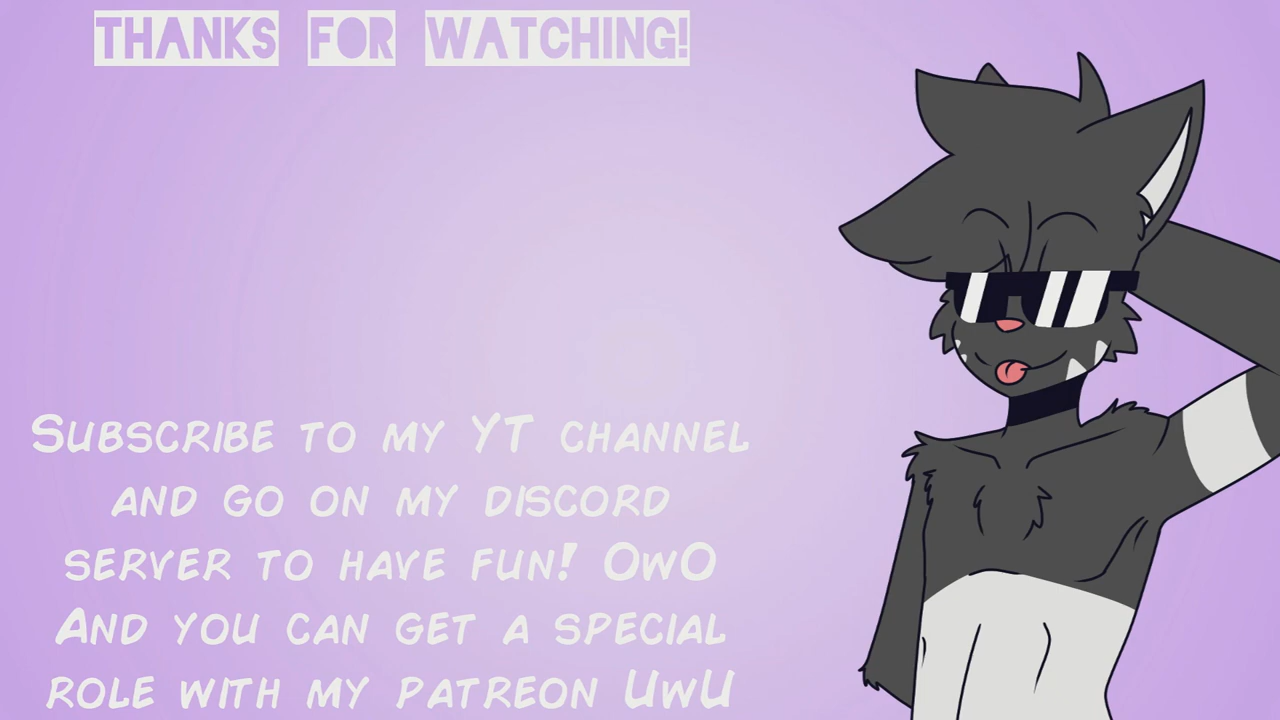 THANKS FOR WATCHING!
SUBSCRIBE TO MY YT CHANNEL
AND GO ON MY DISCORD
SERVER TO HAVE FUN! OWO
AND YOU CAN GET A SPECIAL
ROLE WITH MY PATREON UWU